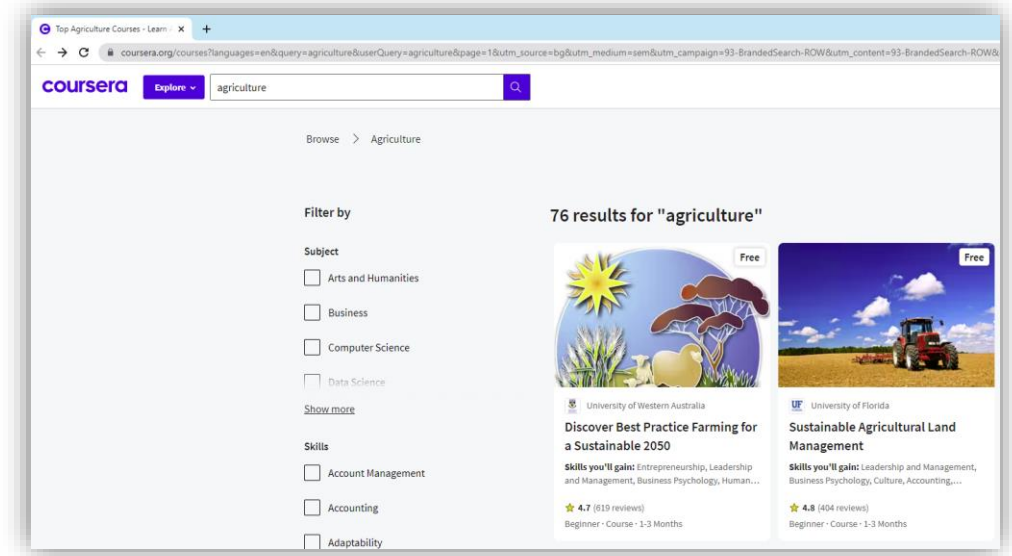 Top Agriculture Courses - Learn
coursera.org/courses?languages=en&query=agriculture&userQuery=agriculture&page=1&utm_source=bg&utm_medium=sem&utm_campaign=93-BrandedSearch-ROW&utm_content=93-BrandedSearch-ROW&
coursera
Explore
agriculture
Browse > Agriculture
Filter by
Subject
Arts and Humanities
Business
Computer Science
Data Science
Show more
Skills
Account Management
Accounting
Adaptability
76 results for "agriculture"
Free
University of Western Australia
Discover Best Practice Farming for
a Sustainable 2050
Skills you'll gain: Entrepreneurship, Leadership
and Management, Business Psychology, Human...
4.7 (619 reviews)
Beginner · Course · 1-3 Months
Free
UF University of Florida
Sustainable Agricultural Land
Management
Skills you'll gain: Leadership and Management,
Business Psychology, Culture, Accounting,...
4.8 (404 reviews)
Beginner · Course · 1-3 Months